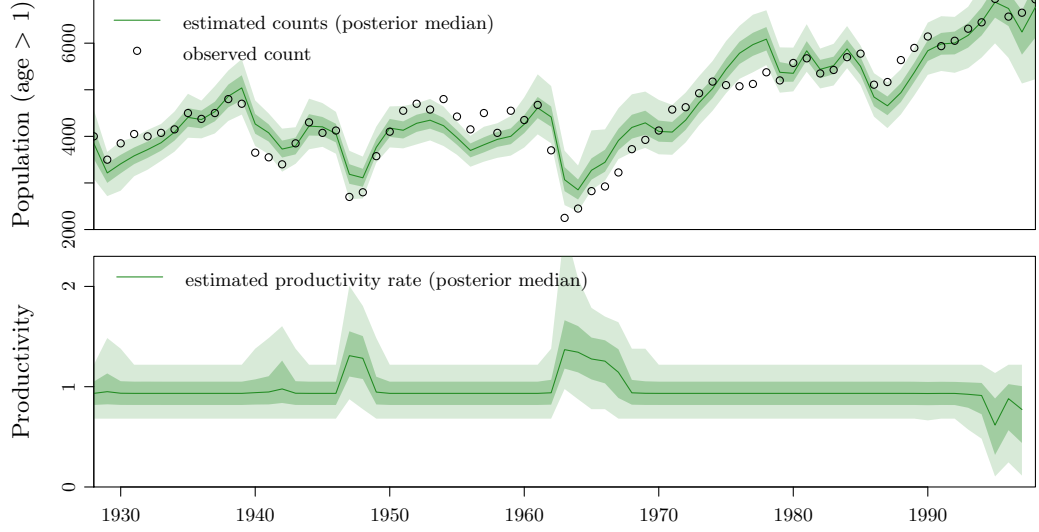 estimated counts (posterior median)
observed count
Population (age > 1)
6000
4000
2000
estimated productivity rate (posterior median)
Productivity
2
1
0
1930 1940 1950 1960 1970 1980 1990